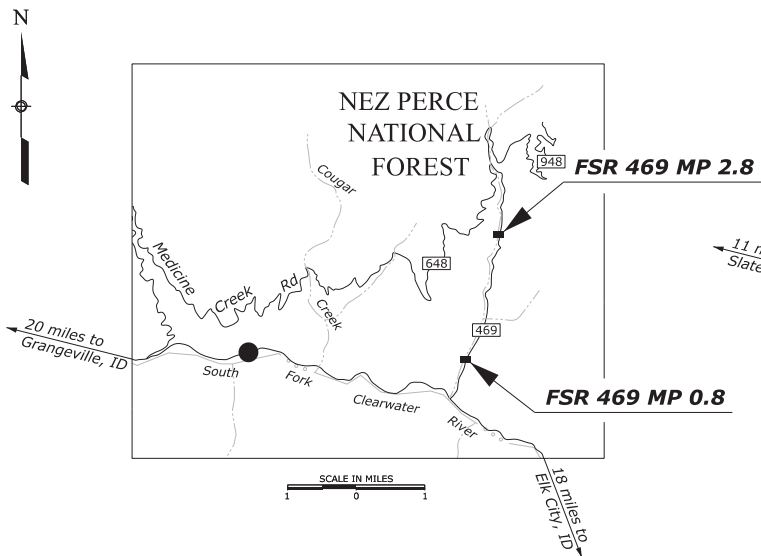 N
NEZ PERCE
NATIONAL
FOREST
948
FSR 469 MP 2.8
Cougar
11
Slate
Medicine
Creek
Rd
648
Creek
469
20 miles to
Grangeville, ID
South
Fork
Clearwater
River
FSR 469 MP 0.8
SCALE IN MILES
1 0 1
18 miles to
Elk City, ID